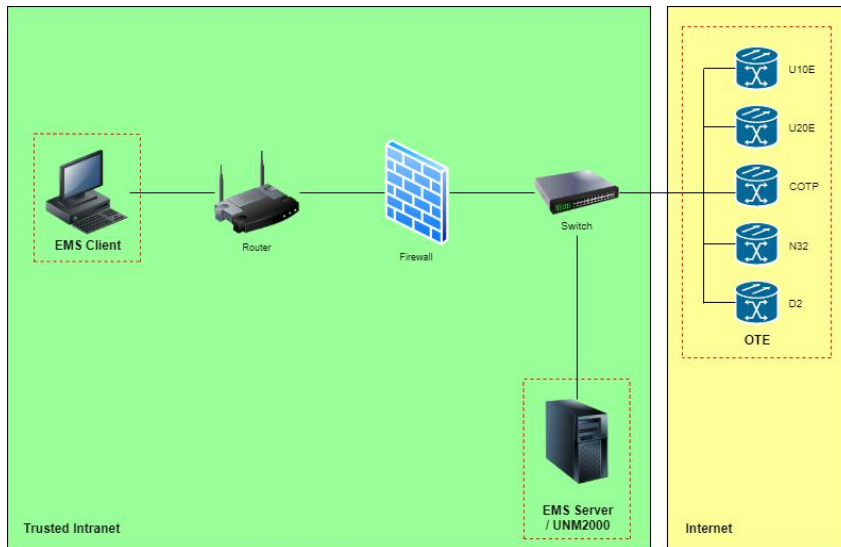 U10E
U20E
COTP
N32
D2
OTE
EMS Client
Router
Firewall
Switch
EMS Server
/ UNM2000
Trusted Intranet
Internet